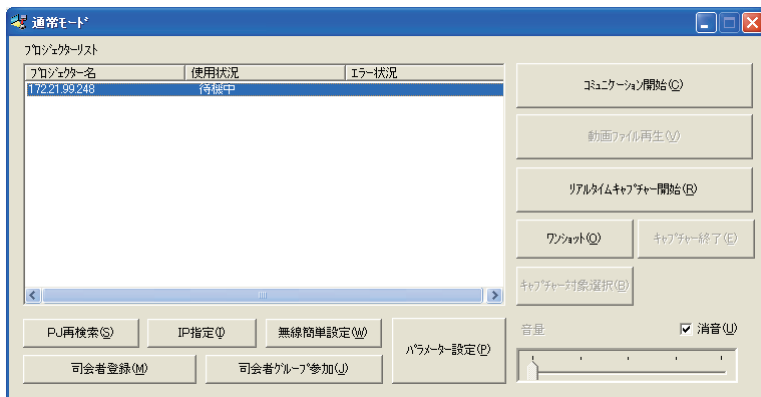 通常モード
プロジェクターリスト
プロジェクター名 使用状況 エラー状況
172.21.99.248 待機中
コミュニケーション開始(C)
動画ファイル再生(V)
リアルタイムキャプチャー開始(R)
ワンショット(O) キャプチャー終了(E)
キャプチャー対象選択(B)
PJ再検索(S) IP指定(I) 無線簡単設定(W) パラメーター設定(P)
司会者登録(M) 司会者グループ参加(J)
音量 消音(U)